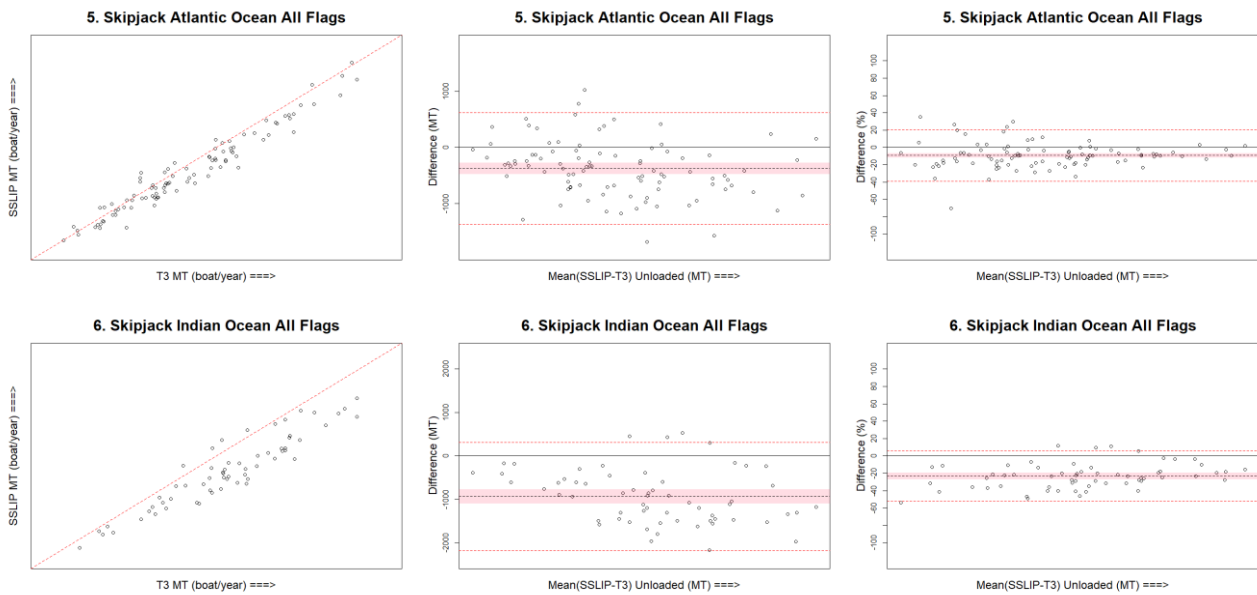 5. Skipjack Atlantic Ocean All Flags
SSLIP MT (boat/year) ===>
T3 MT (boat/year) ===>
5. Skipjack Atlantic Ocean All Flags
Difference (MT)
1000
0
-1000
Mean(SSLIP-T3) Unloaded (MT) ===>
5. Skipjack Atlantic Ocean All Flags
Difference (%)
100
80
60
40
20
0
-20
-40
-60
-100
Mean(SSLIP-T3) Unloaded (MT) ===>
6. Skipjack Indian Ocean All Flags
SSLIP MT (boat/year) ===>
T3 MT (boat/year) ===>
6. Skipjack Indian Ocean All Flags
Difference (MT)
2000
1000
0
-1000
-2000
Mean(SSLIP-T3) Unloaded (MT) ===>
6. Skipjack Indian Ocean All Flags
Difference (%)
100
80
60
40
20
0
-20
-40
-60
-100
Mean(SSLIP-T3) Unloaded (MT) ===>